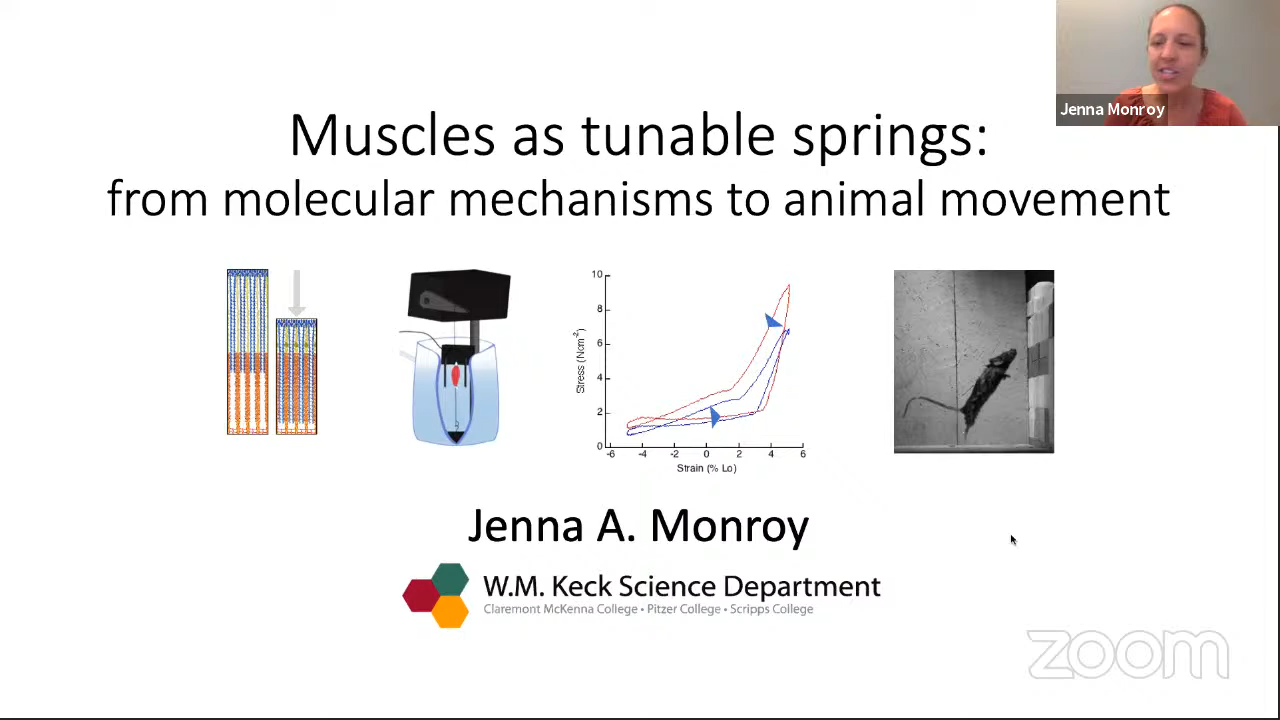 Jenna Monroy
Muscles as tunable springs:
from molecular mechanisms to animal movement
10
8
6
4
2
0
Stress (Ncm⁻²)
-6 -4 -2 0 2 4 6
Strain (% Lo)
Jenna A. Monroy
W.M. Keck Science Department
Claremont McKenna College • Pitzer College • Scripps College
zoom